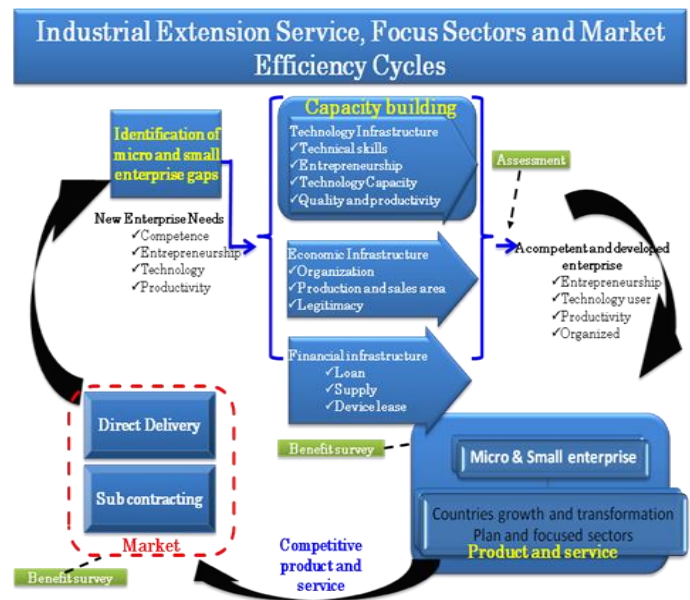 Industrial Extension Service, Focus Sectors and Market
Efficiency Cycles
Identification of
micro and small
enterprise gaps
New Enterprise Needs
✓Competence
✓Entrepreneurship
✓Technology
✓Productivity
Capacity building
Technology Infrastructure
✓Technical skills
✓Entrepreneurship
✓Technology Capacity
✓Quality and productivity
Economic Infrastructure
✓Organization
✓Production and sales area
✓Legitimacy
Financial infrastructure
✓Loan
✓Supply
✓Device lease
Assessment
A competent and developed
enterprise
✓Entrepreneurship
✓Technology user
✓Productivity
✓Organized
Benefit survey
Micro & Small enterprise
Countries growth and transformation
Plan and focused sectors
Product and service
Competitive
product and
service
Direct Delivery
Sub contracting
Market
Benefit survey